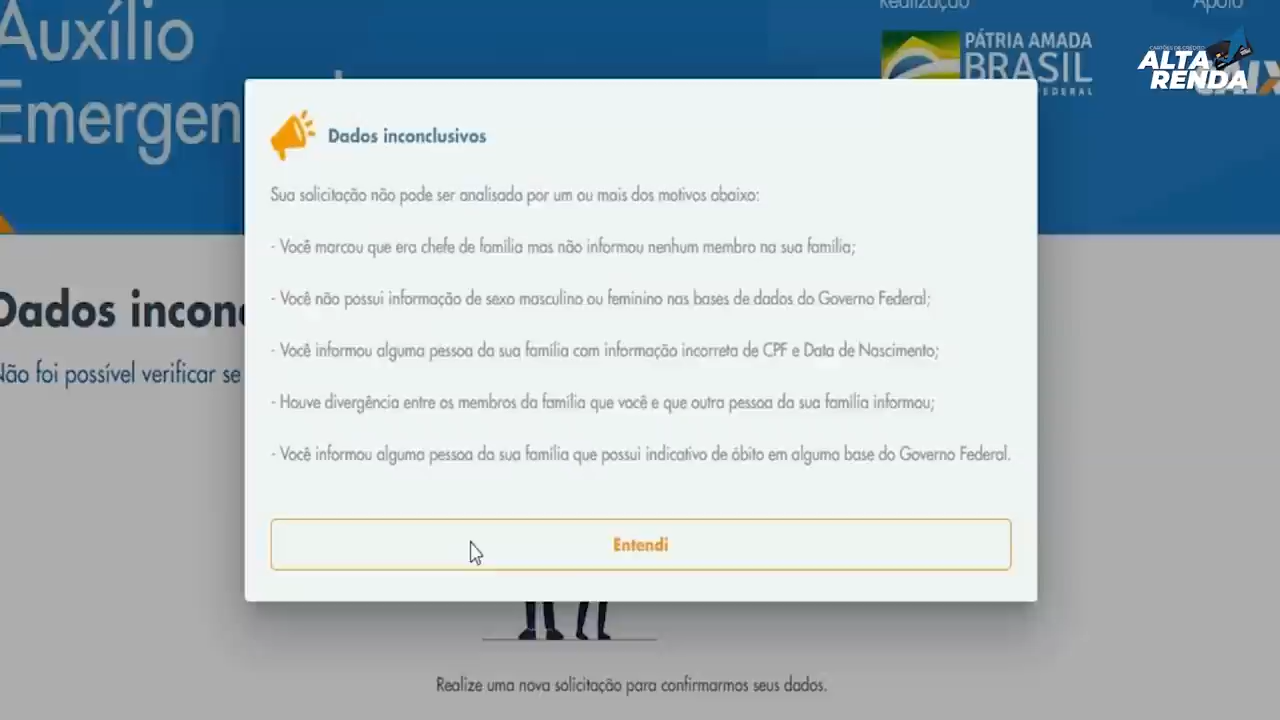 Realização
Apoio
Auxílio
Emergen
PÁTRIA AMADA
BRASIL
FEDERAL
CARTÕES DE CRÉDITO
ALTA
RENDA
Dados inconclusivos
Sua solicitação não pode ser analisada por um ou mais dos motivos abaixo:
- Você marcou que era chefe de família mas não informou nenhum membro na sua família;
- Você não possui informação de sexo masculino ou feminino nas bases de dados do Governo Federal;
Dados incon
- Você informou alguma pessoa da sua família com informação incorreta de CPF e Data de Nascimento;
Não foi possível verificar se
- Houve divergência entre os membros da família que você e que outra pessoa da sua família informou;
- Você informou alguma pessoa da sua família que possui indicativo de óbito em alguma base do Governo Federal.
Entendi
Realize uma nova solicitação para confirmarmos seus dados.